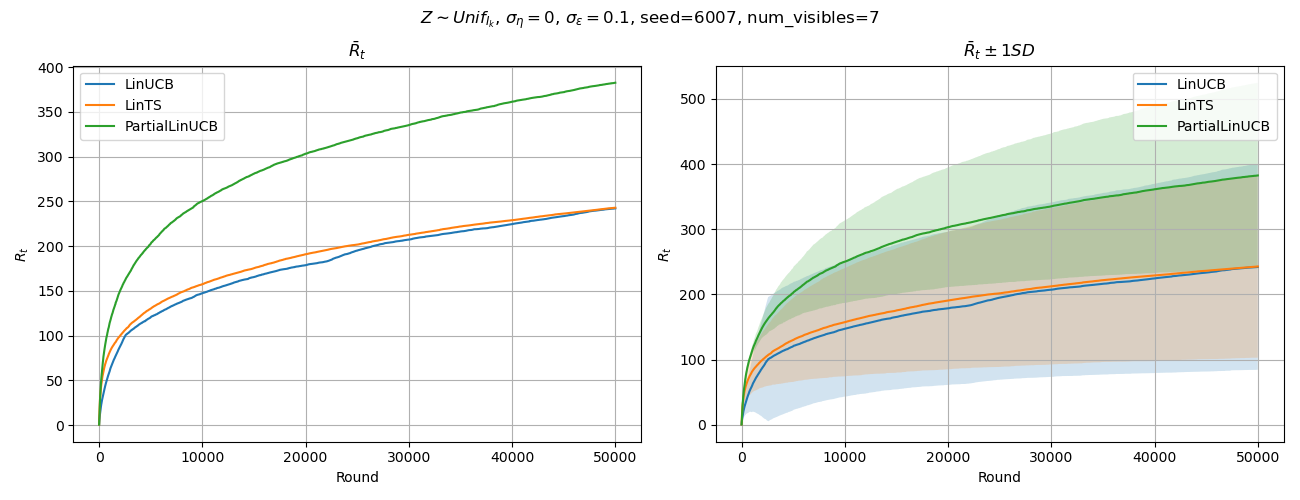 Z ∼ Unif_{I_k}, σ_η = 0, σ_ε = 0.1, seed=6007, num_visibles=7
R̄_t
400
350
300
250
200
150
100
50
0
R_t
LinUCB
LinTS
PartialLinUCB
0 10000 20000 30000 40000 50000
Round
R̄_t ± 1SD
500
400
300
200
100
0
R_t
LinUCB
LinTS
PartialLinUCB
0 10000 20000 30000 40000 50000
Round